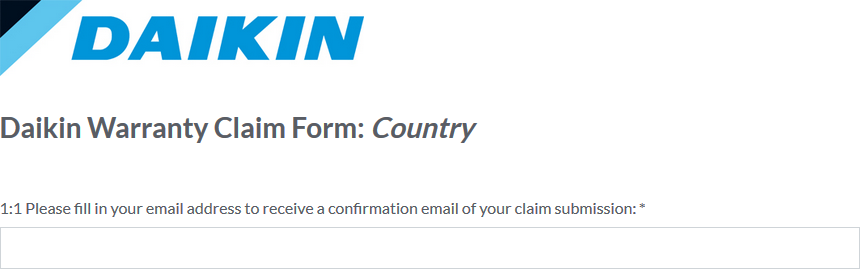 DAIKIN
Daikin Warranty Claim Form: Country
1:1 Please fill in your email address to receive a confirmation email of your claim submission: *